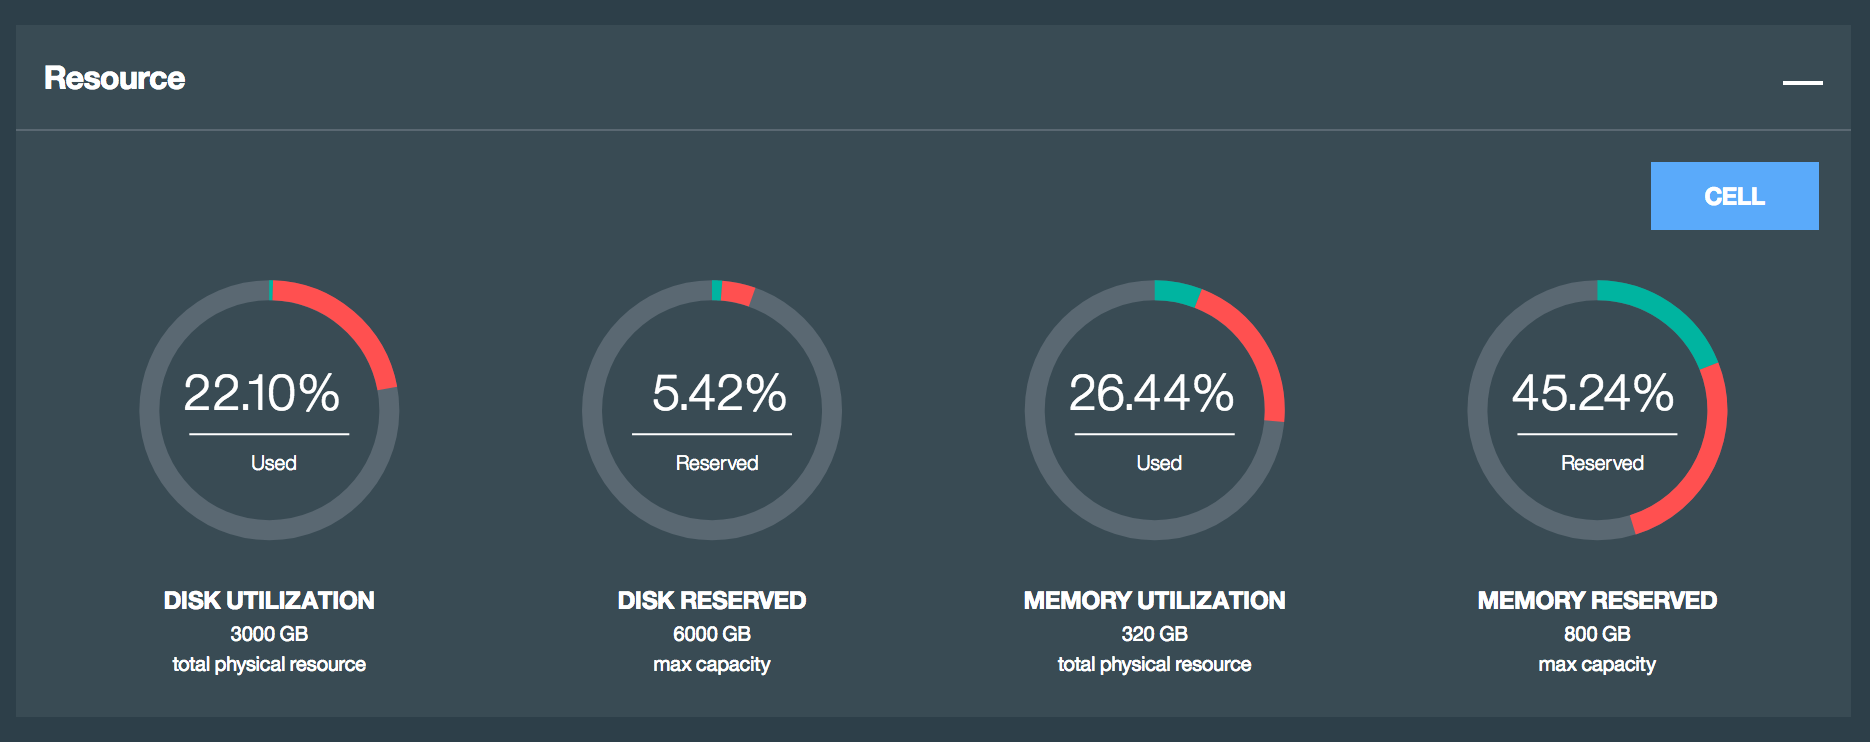 Resource
CELL
22.10%
Used
DISK UTILIZATION
3000 GB
total physical resource
5.42%
Reserved
DISK RESERVED
6000 GB
max capacity
26.44%
Used
MEMORY UTILIZATION
320 GB
total physical resource
45.24%
Reserved
MEMORY RESERVED
800 GB
max capacity